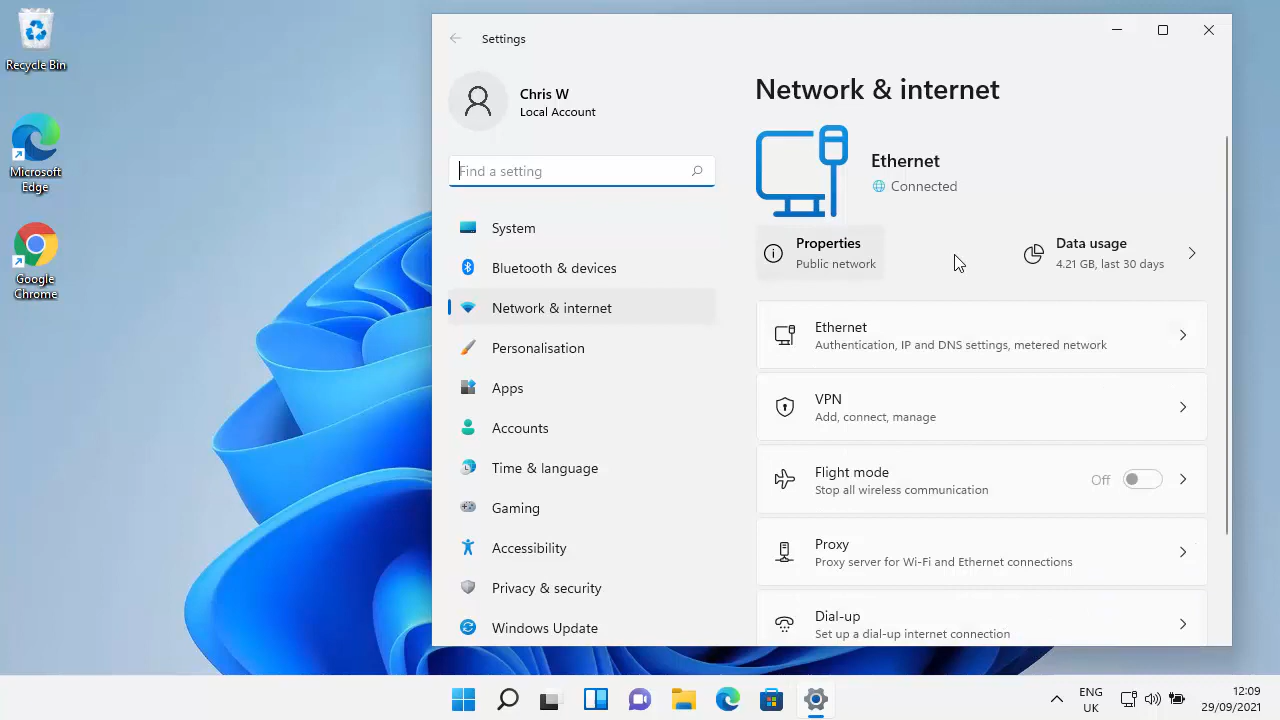 Recycle Bin
Microsoft
Edge
Google
Chrome
Settings
Chris W
Local Account
Find a setting
System
Bluetooth & devices
Network & internet
Personalisation
Apps
Accounts
Time & language
Gaming
Accessibility
Privacy & security
Windows Update
Network & internet
Ethernet
Connected
Properties
Public network
Data usage
4.21 GB, last 30 days
Ethernet
Authentication, IP and DNS settings, metered network
VPN
Add, connect, manage
Flight mode
Stop all wireless communication
Off
Proxy
Proxy server for Wi-Fi and Ethernet connections
Dial-up
Set up a dial-up internet connection
ENG
UK
12:09
29/09/2021